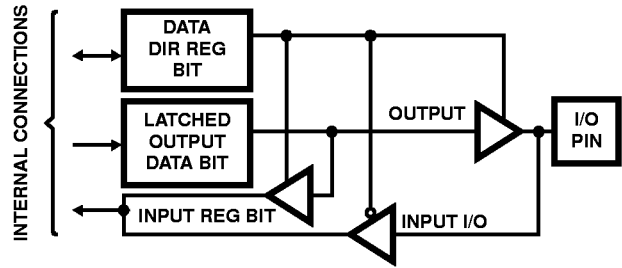 INTERNAL CONNECTIONS
DATA
DIR REG
BIT
LATCHED
OUTPUT
DATA BIT
OUTPUT
I/O
PIN
INPUT REG BIT
INPUT I/O